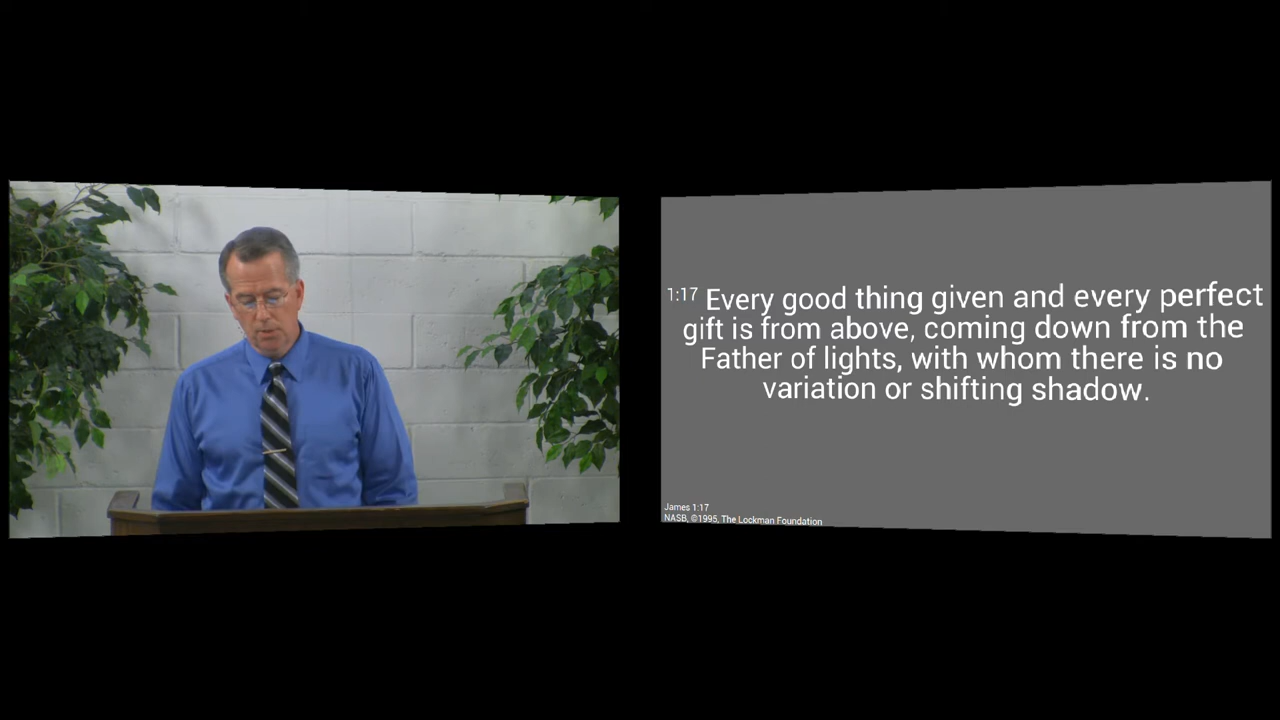 1:17 Every good thing given and every perfect
gift is from above, coming down from the
Father of lights, with whom there is no
variation or shifting shadow.
James 1:17
NASB, ©1995, The Lockman Foundation